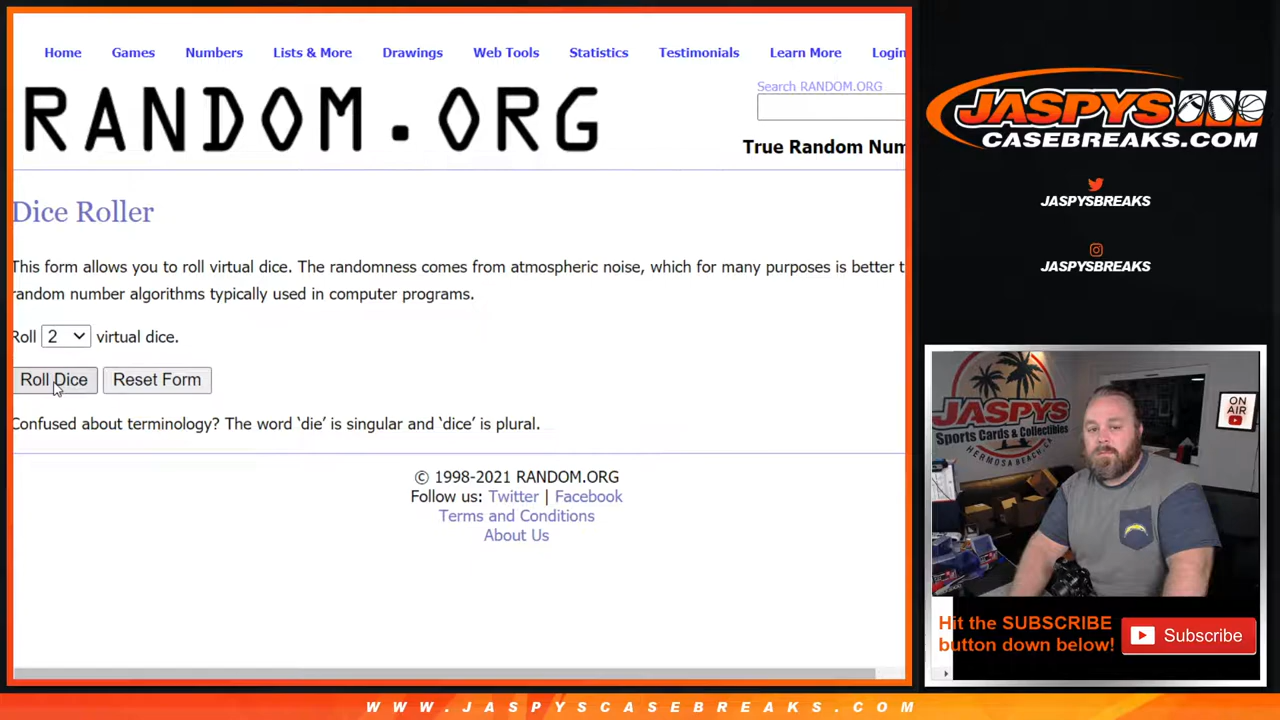 Home Games Numbers Lists & More Drawings Web Tools Statistics Testimonials Learn More Login
RANDOM.ORG
Search RANDOM.ORG
True Random Num
Dice Roller
This form allows you to roll virtual dice. The randomness comes from atmospheric noise, which for many purposes is better t
random number algorithms typically used in computer programs.
Roll 2 virtual dice.
Roll Dice Reset Form
Confused about terminology? The word ‘die’ is singular and ‘dice’ is plural.
© 1998-2021 RANDOM.ORG
Follow us: Twitter | Facebook
Terms and Conditions
About Us
JASPYS
CASEBREAKS.COM
JASPYSBREAKS
JASPYSBREAKS
JASPYS
Sports Cards & Collectibles
HERMOSA BEACH, CA
ON
AIR
Hit the SUBSCRIBE
button down below!
Subscribe
WWW.JASPYSCASEBREAKS.COM